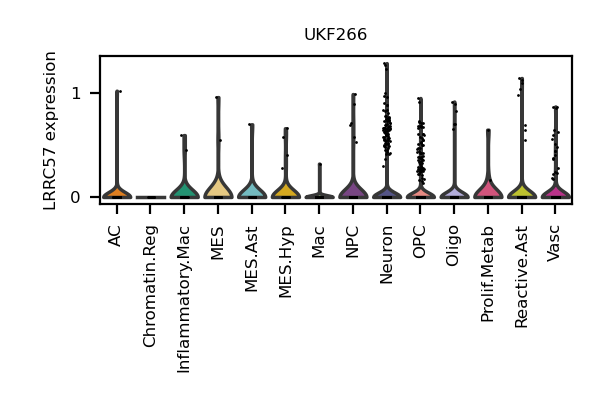 UKF266
LRRC57 expression
1
0
AC
Chromatin.Reg
Inflammatory.Mac
MES
MES.Ast
MES.Hyp
Mac
NPC
Neuron
OPC
Oligo
Prolif.Metab
Reactive.Ast
Vasc